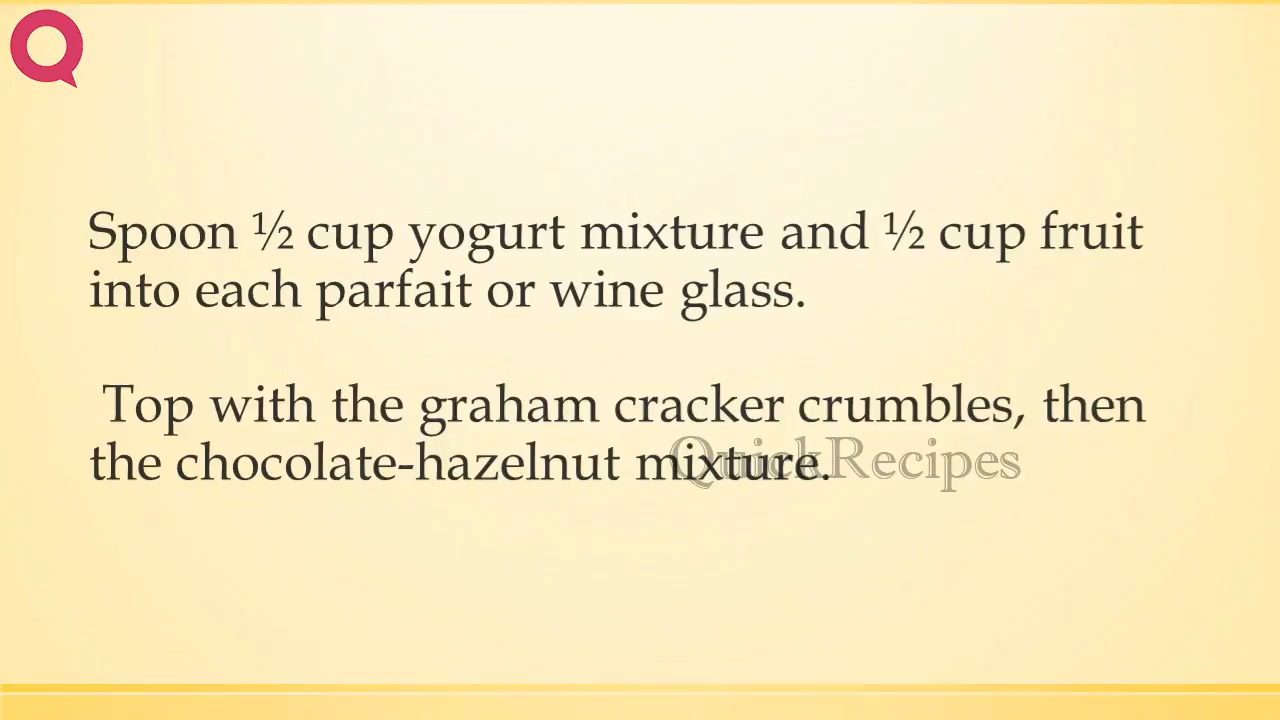 Spoon ½ cup yogurt mixture and ½ cup fruit
into each parfait or wine glass.
Top with the graham cracker crumbles, then
the chocolate-hazelnut mixture.
QuickRecipes